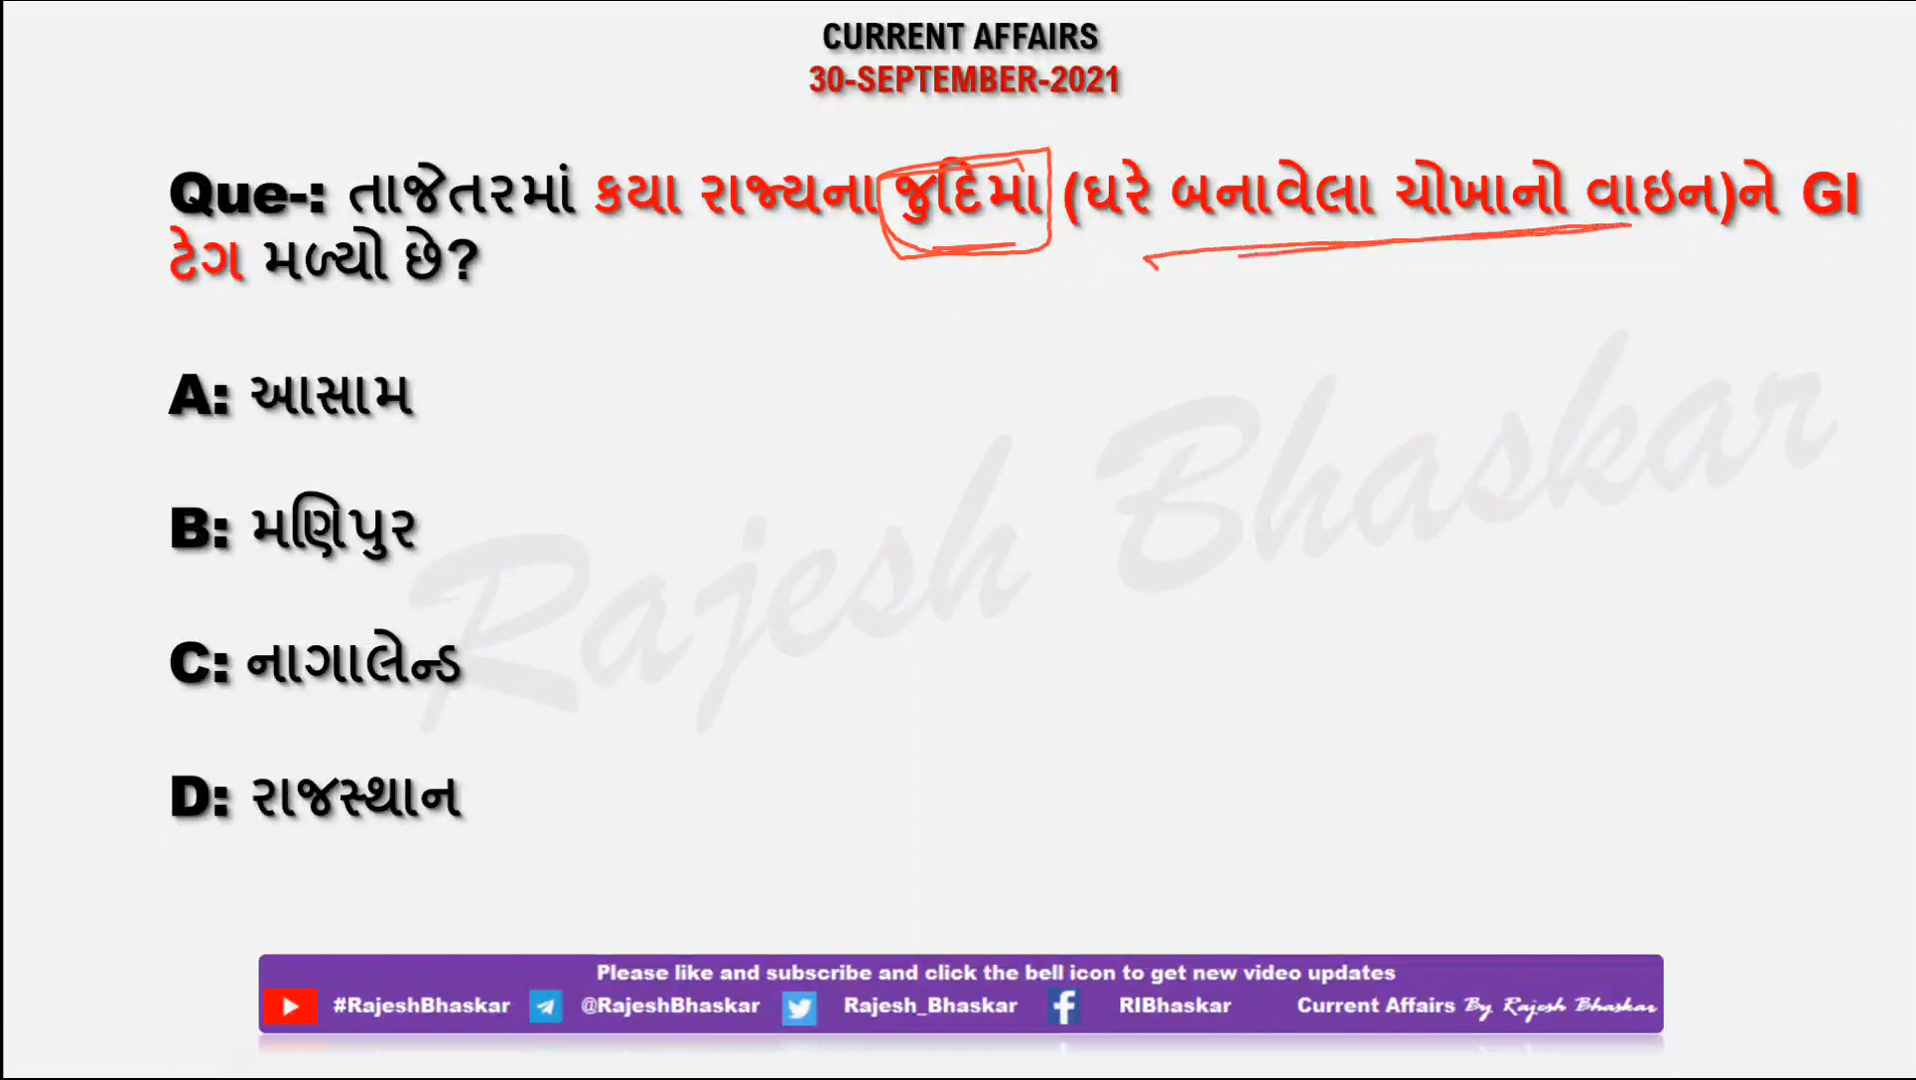 CURRENT AFFAIRS
30-SEPTEMBER-2021
Que-: તાજેતરમાં કયા રાજ્યના જુદિમા (ઘરે બનાવેલા ચોખાનો વાઇન)ને GI
ટેગ મળ્યો છે?
A: આસામ
B: મણિપુર
C: નાગાલેન્ડ
D: રાજસ્થાન
Rajesh Bhaskar
Please like and subscribe and click the bell icon to get new video updates
#RajeshBhaskar @RajeshBhaskar Rajesh_Bhaskar RIBhaskar Current Affairs By Rajesh Bhaskar